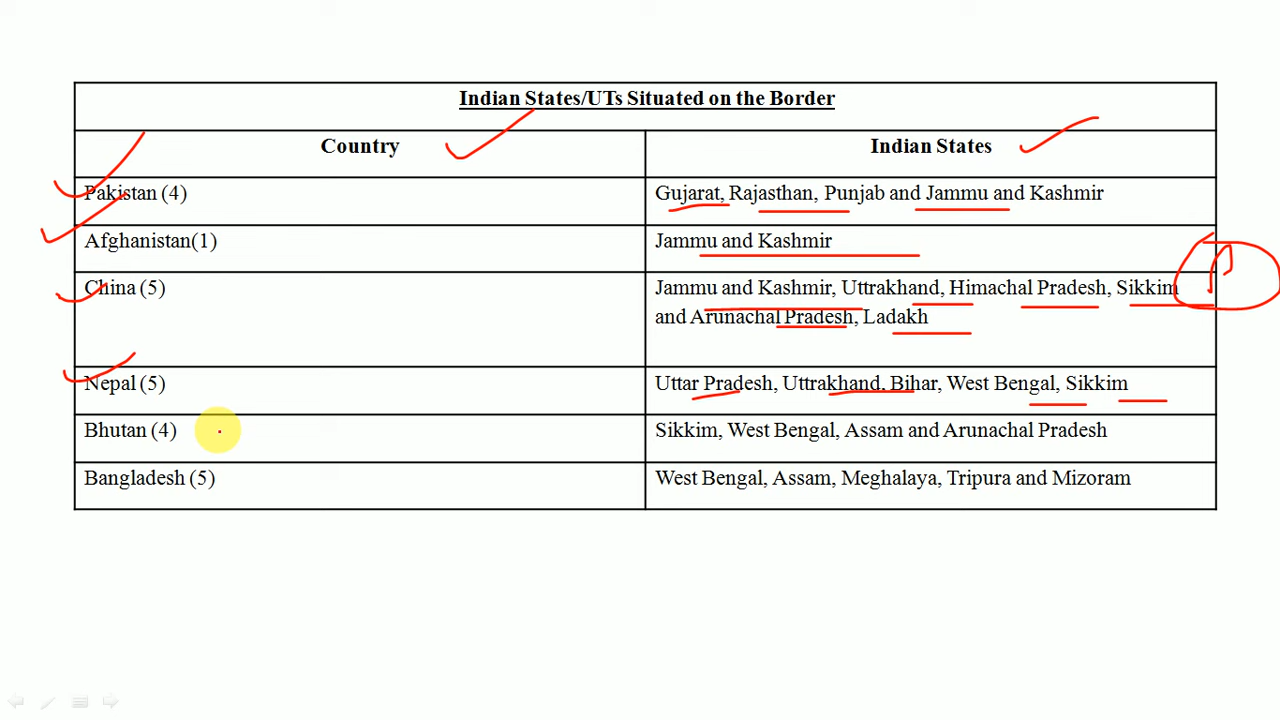 Indian States/UTs Situated on the Border
Country
Indian States
Pakistan (4)
Gujarat, Rajasthan, Punjab and Jammu and Kashmir
Afghanistan(1)
Jammu and Kashmir
China (5)
Jammu and Kashmir, Uttrakhand, Himachal Pradesh, Sikkim
and Arunachal Pradesh, Ladakh
Nepal (5)
Uttar Pradesh, Uttrakhand, Bihar, West Bengal, Sikkim
Bhutan (4)
Sikkim, West Bengal, Assam and Arunachal Pradesh
Bangladesh (5)
West Bengal, Assam, Meghalaya, Tripura and Mizoram